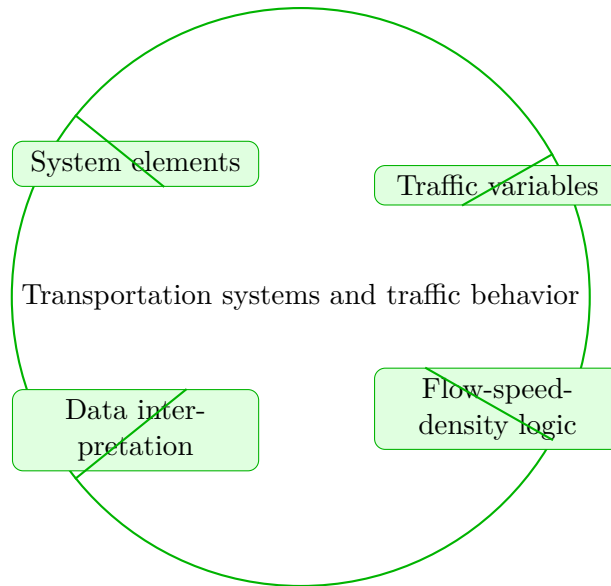 System elements
Traffic variables
Transportation systems and traffic behavior
Data inter-
pretation
Flow-speed-
density logic